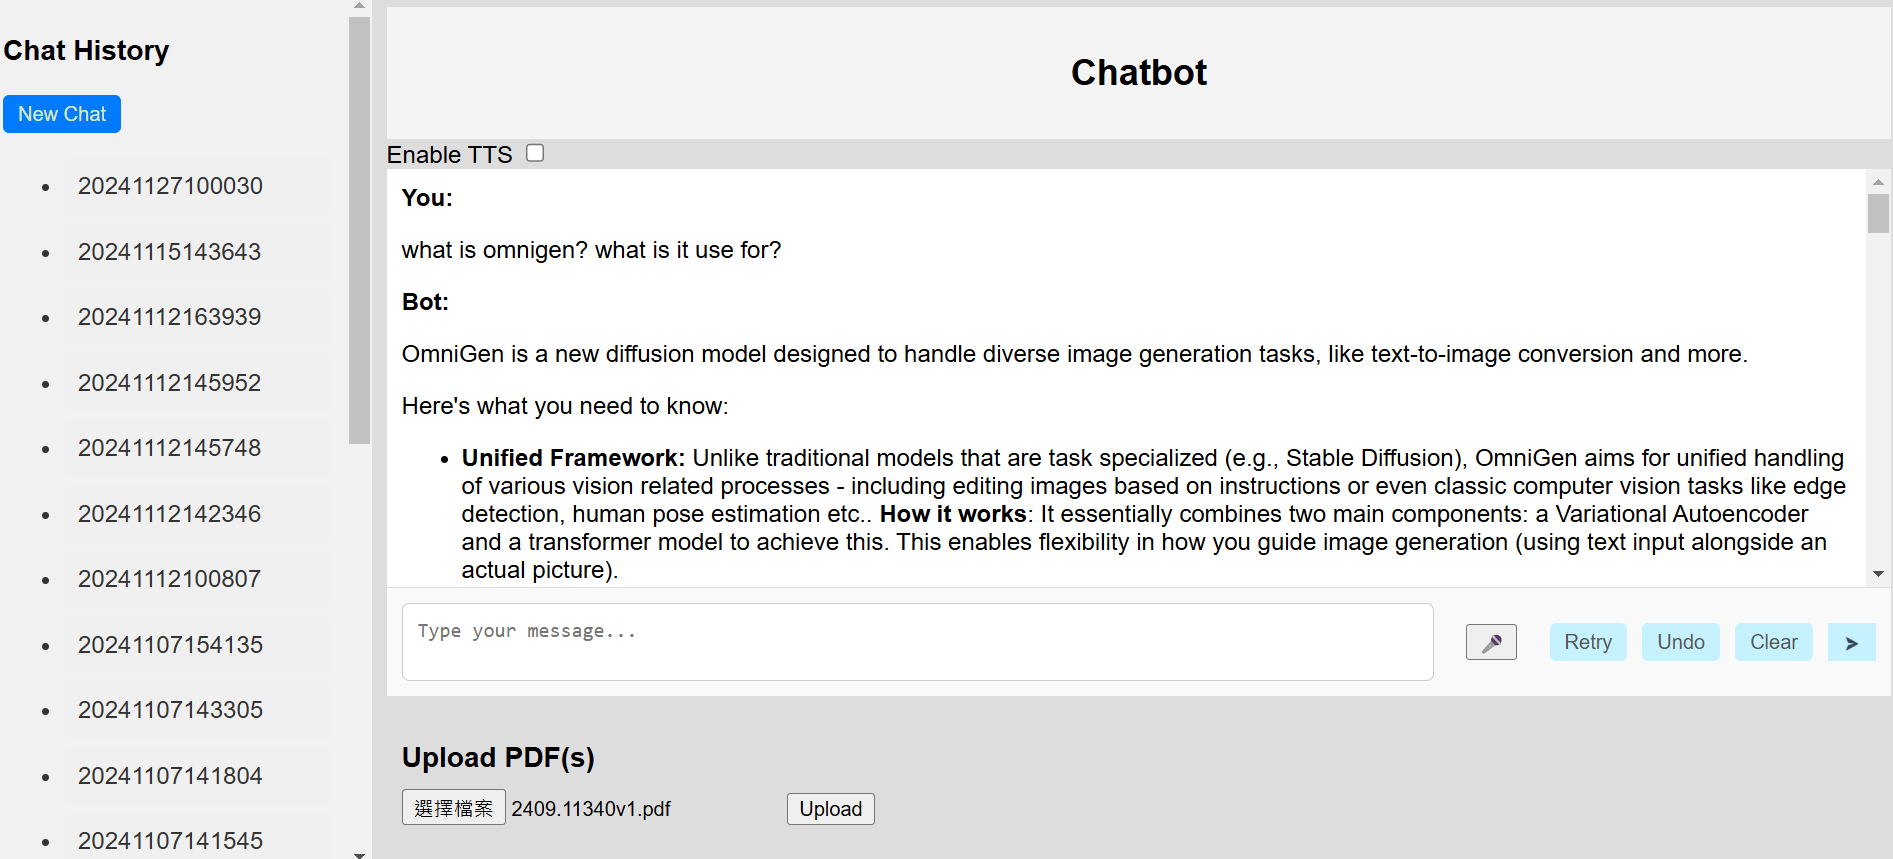 Chat History
New Chat
20241127100030
20241115143643
20241112163939
20241112145952
20241112145748
20241112142346
20241112100807
20241107154135
20241107143305
20241107141804
20241107141545
Chatbot
Enable TTS
You:
what is omnigen? what is it use for?
Bot:
OmniGen is a new diffusion model designed to handle diverse image generation tasks, like text-to-image conversion and more.
Here's what you need to know:
Unified Framework: Unlike traditional models that are task specialized (e.g., Stable Diffusion), OmniGen aims for unified handling
of various vision related processes - including editing images based on instructions or even classic computer vision tasks like edge
detection, human pose estimation etc.. How it works: It essentially combines two main components: a Variational Autoencoder
and a transformer model to achieve this. This enables flexibility in how you guide image generation (using text input alongside an
actual picture).
Type your message...
Retry
Undo
Clear
Upload PDF(s)
選擇檔案 2409.11340v1.pdf
Upload